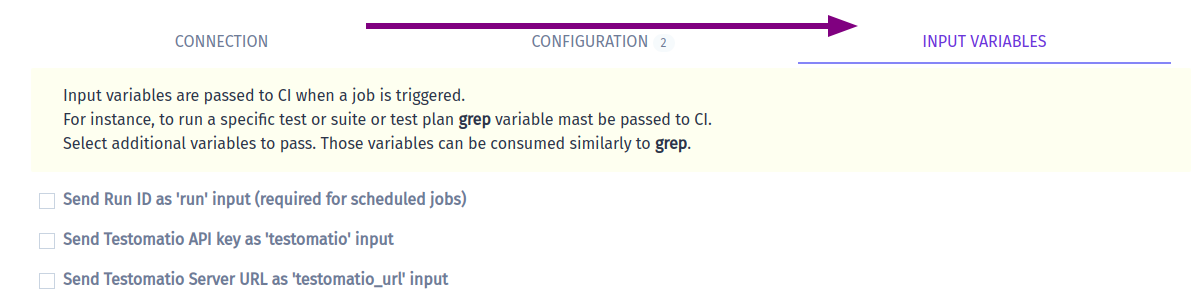 CONNECTION CONFIGURATION 2 INPUT VARIABLES
Input variables are passed to CI when a job is triggered.
For instance, to run a specific test or suite or test plan grep variable mast be passed to CI.
Select additional variables to pass. Those variables can be consumed similarly to grep.
Send Run ID as 'run' input (required for scheduled jobs)
Send Testomatio API key as 'testomatio' input
Send Testomatio Server URL as 'testomatio_url' input